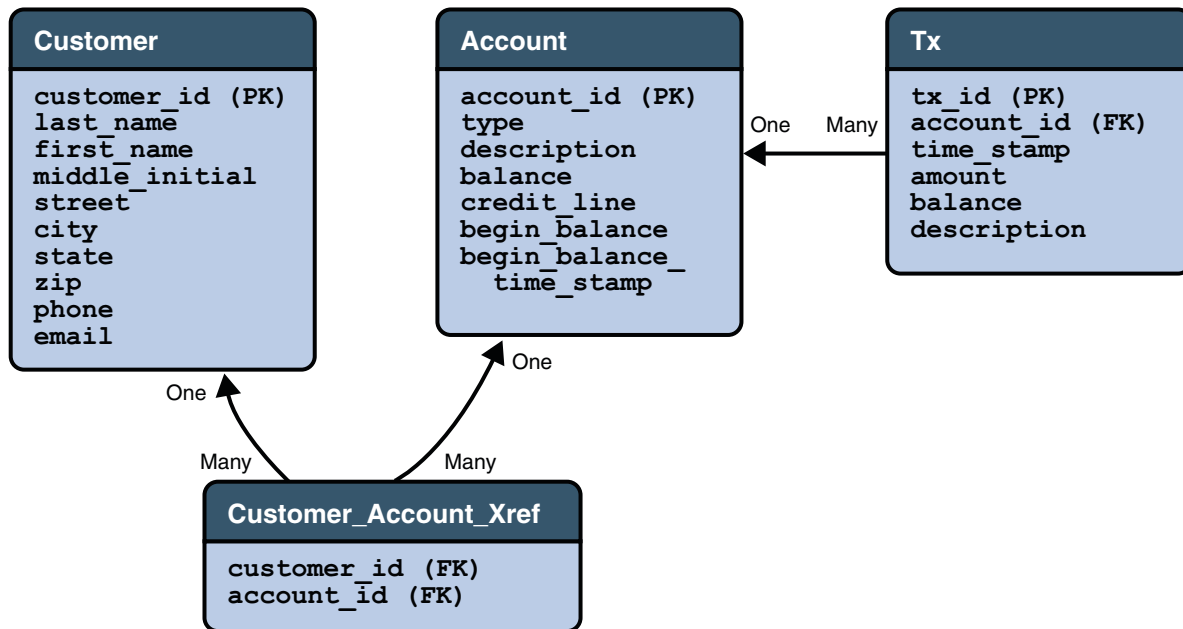 Customer
customer_id (PK)
last_name
first_name
middle_initial
street
city
state
zip
phone
email
Account
account_id (PK)
type
description
balance
credit_line
begin_balance
begin_balance_
time_stamp
Tx
tx_id (PK)
account_id (FK)
time_stamp
amount
balance
description
One
Many
One
One
Many
Many
Customer_Account_Xref
customer_id (FK)
account_id (FK)